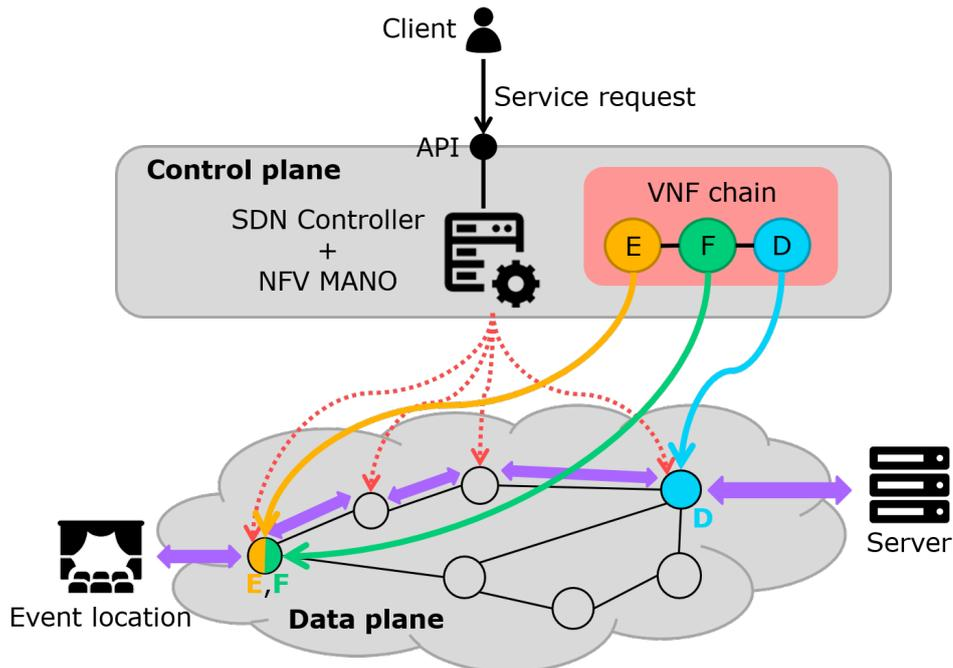 Client
Service request
API
Control plane
SDN Controller
+
NFV MANO
VNF chain
E
F
D
D
Server
E,F
Event location
Data plane